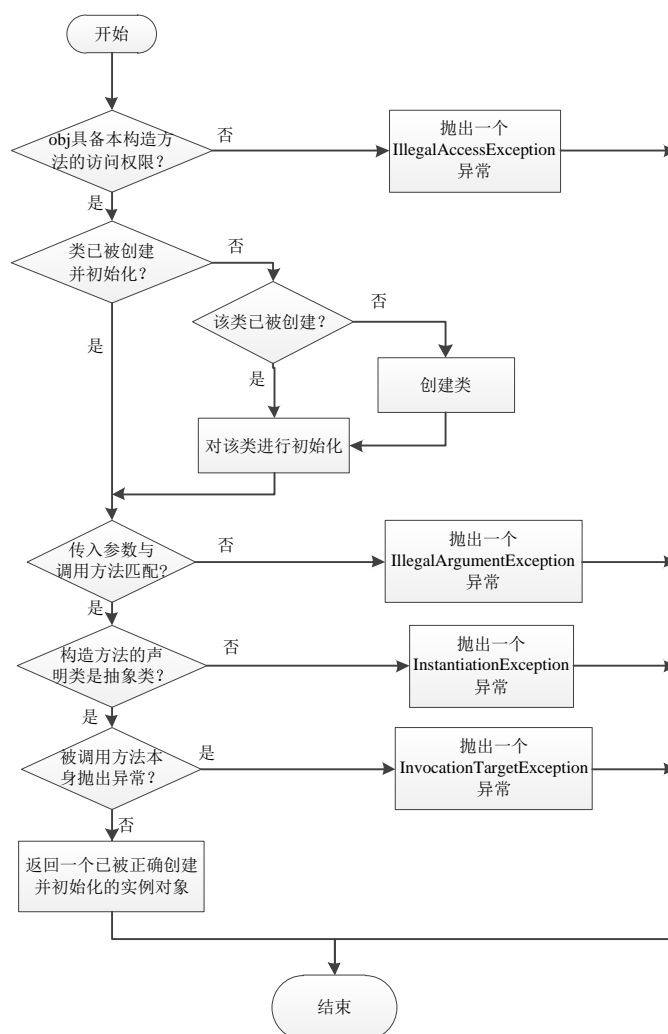 开始
obj具备本构造方
法的访问权限?
否
抛出一个
IllegalAccessException
异常
是
类已被创建
并初始化?
否
该类已被创建?
否
是
是
创建类
对该类进行初始化
传入参数与
调用方法匹配?
否
抛出一个
IllegalArgumentException
异常
是
构造方法的声
明类是抽象类?
否
抛出一个
InstantiationException
异常
是
被调用方法本
身抛出异常?
是
抛出一个
InvocationTargetException
异常
否
返回一个已被正确创建
并初始化的实例对象
结束